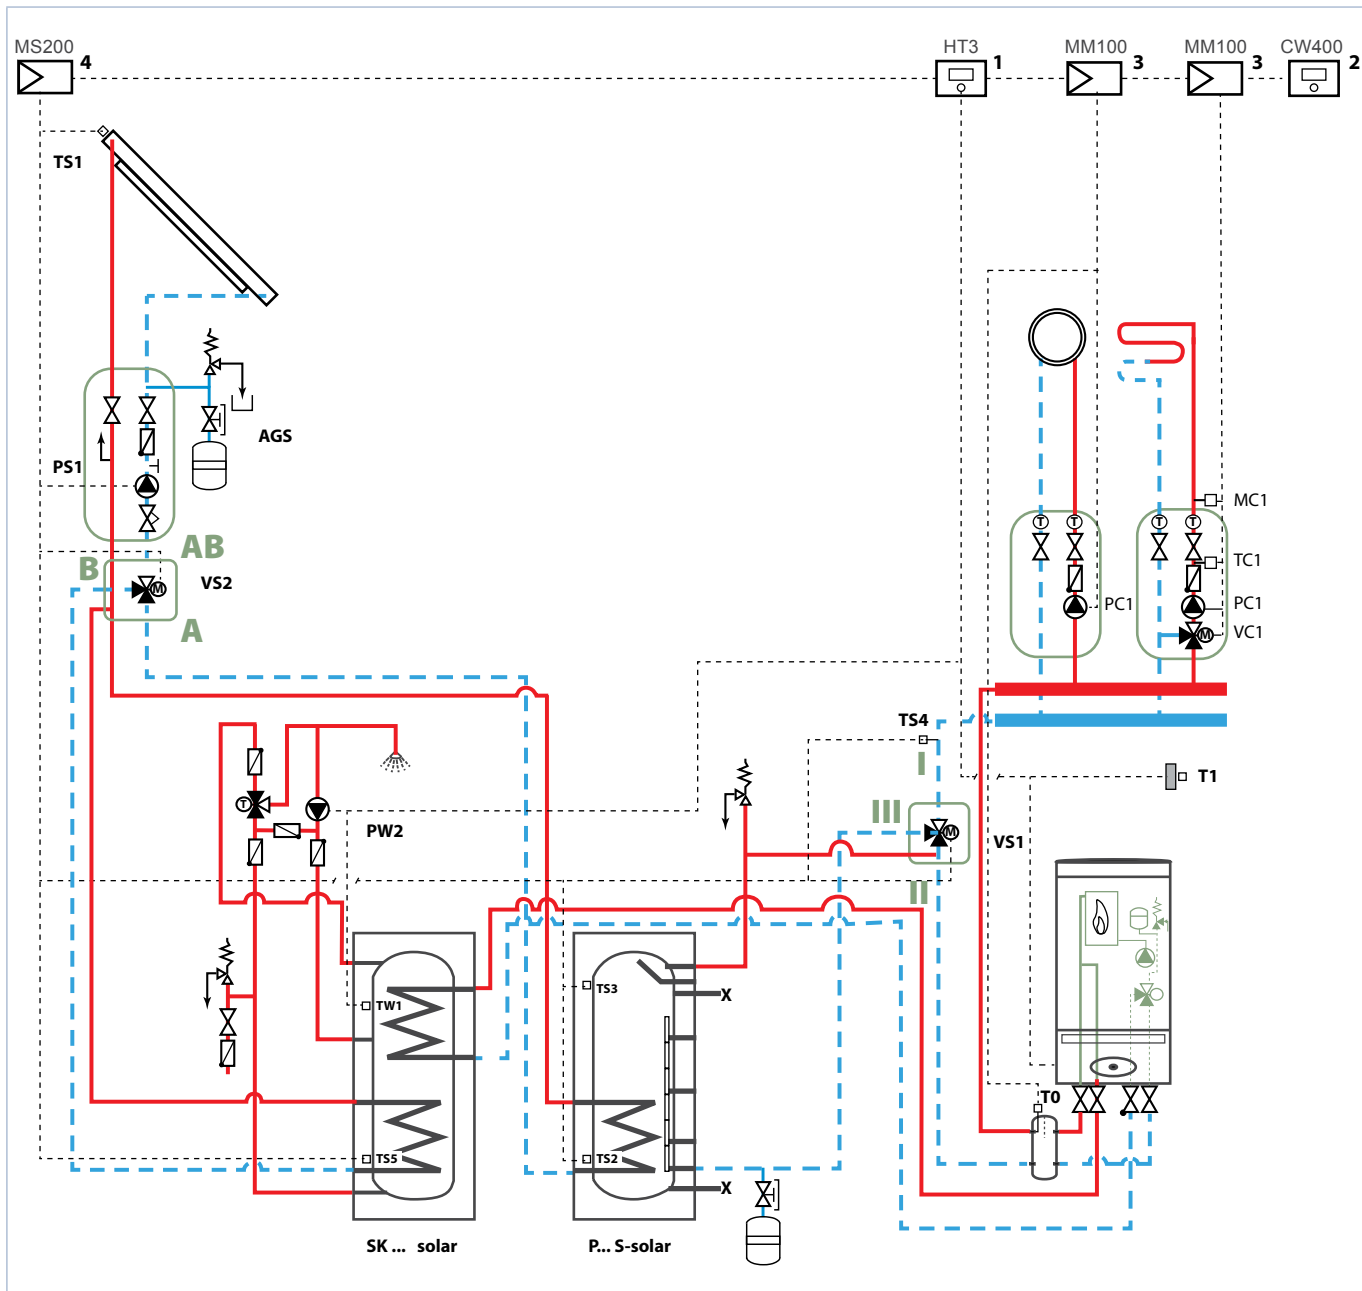 MS200 HT3 MM100 MM100 CW400
4 1 3 3 2
TS1
AGS
PS1
MC1
T T T T
AB
B VS2 M
TC1
PC1 PC1
A
M VC1
TS4
I
T1
T PW2 III M VS1
II
TW1 TS3 X
T0
TS5 TS2
X
SK ... solar P... S-solar